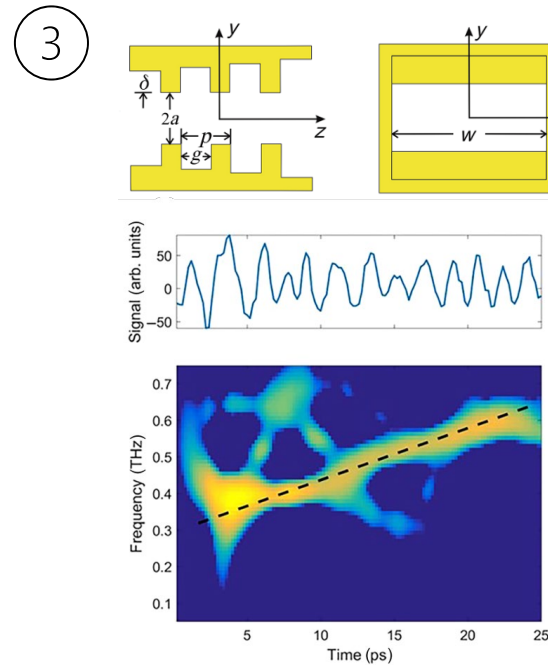 3
y
y
δ
2a
p
z
g
w
Signal (arb. units)
50
0
−50
Frequency (THz)
0.7
0.6
0.5
0.4
0.3
0.2
0.1
5
10
15
20
25
Time (ps)